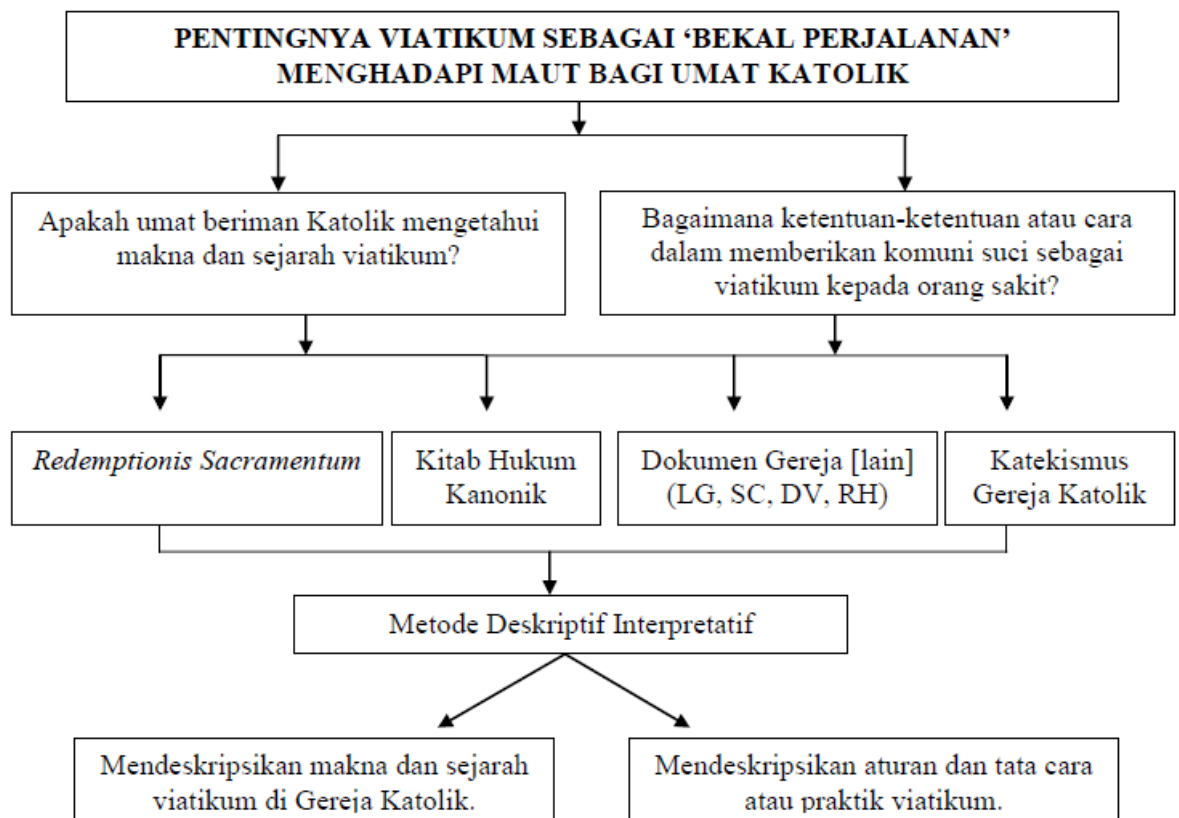 PENTINGNYA VIATIKUM SEBAGAI ‘BEKAL PERJALANAN’
MENGHADAPI MAUT BAGI UMAT KATOLIK
Apakah umat beriman Katolik mengetahui
makna dan sejarah viatikum?
Bagaimana ketentuan-ketentuan atau cara
dalam memberikan komuni suci sebagai
viatikum kepada orang sakit?
Redemptionis Sacramentum
Kitab Hukum
Kanonik
Dokumen Gereja [lain]
(LG, SC, DV, RH)
Katekismus
Gereja Katolik
Metode Deskriptif Interpretatif
Mendeskripsikan makna dan sejarah
viatikum di Gereja Katolik.
Mendeskripsikan aturan dan tata cara
atau praktik viatikum.